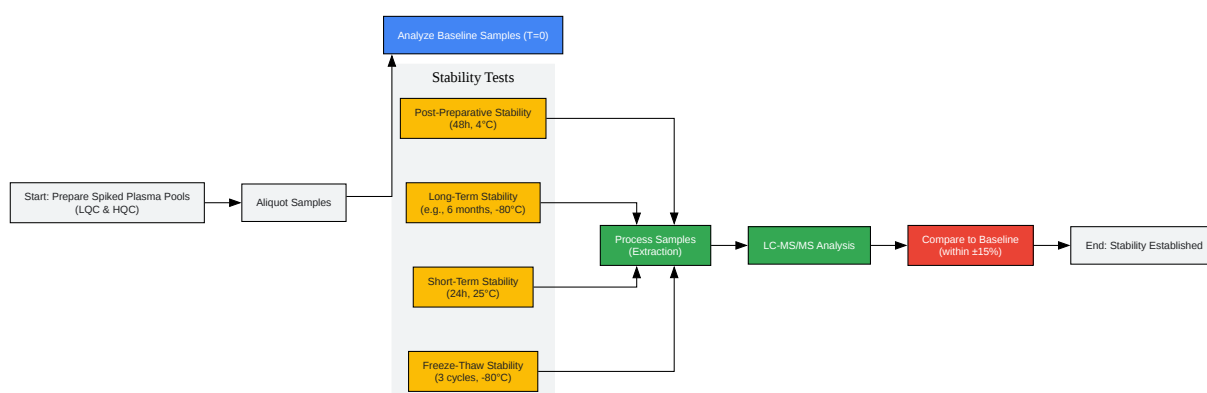 Analyze Baseline Samples (T=0)
Stability Tests
Post-Preparative Stability
(48h, 4°C)
Start: Prepare Spiked Plasma Pools
(LQC & HQC)
Aliquot Samples
Long-Term Stability
(e.g., 6 months, -80°C)
Process Samples
(Extraction)
LC-MS/MS Analysis
Compare to Baseline
(within ±15%)
End: Stability Established
Short-Term Stability
(24h, 25°C)
Freeze-Thaw Stability
(3 cycles, -80°C)